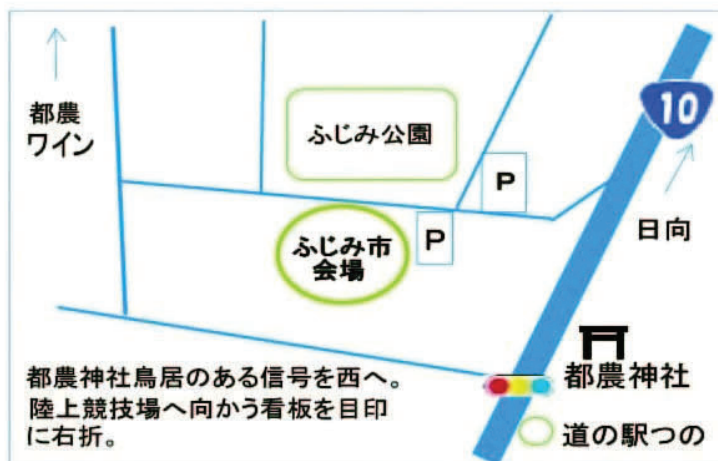 都農
ワイン
ふじみ公園
10
P
P
ふじみ市
会場
日向
都農神社
都農神社鳥居のある信号を西へ。
陸上競技場へ向かう看板を目印
に右折。
道の駅つの